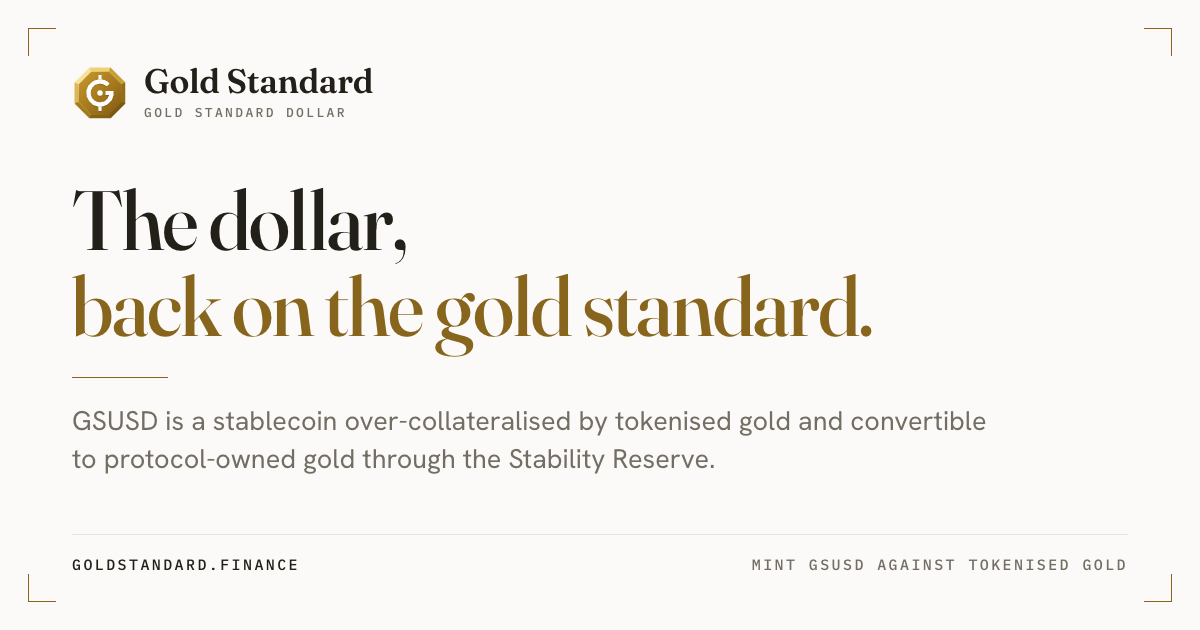 Gold Standard
GOLD STANDARD DOLLAR
The dollar,
back on the gold standard.
GSUSD is a stablecoin over-collateralised by tokenised gold and convertible
to protocol-owned gold through the Stability Reserve.
GOLDSTANDARD.FINANCE
MINT GSUSD AGAINST TOKENISED GOLD